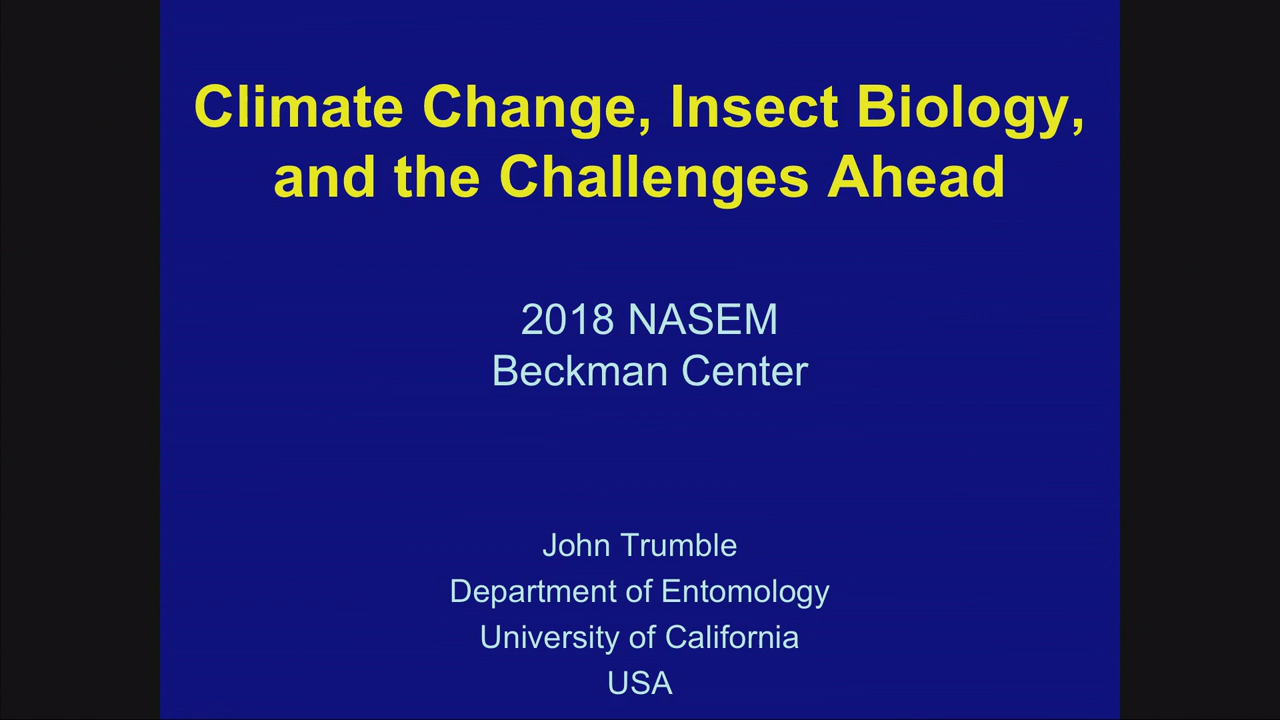 Climate Change, Insect Biology,
and the Challenges Ahead
2018 NASEM
Beckman Center
John Trumble
Department of Entomology
University of California
USA